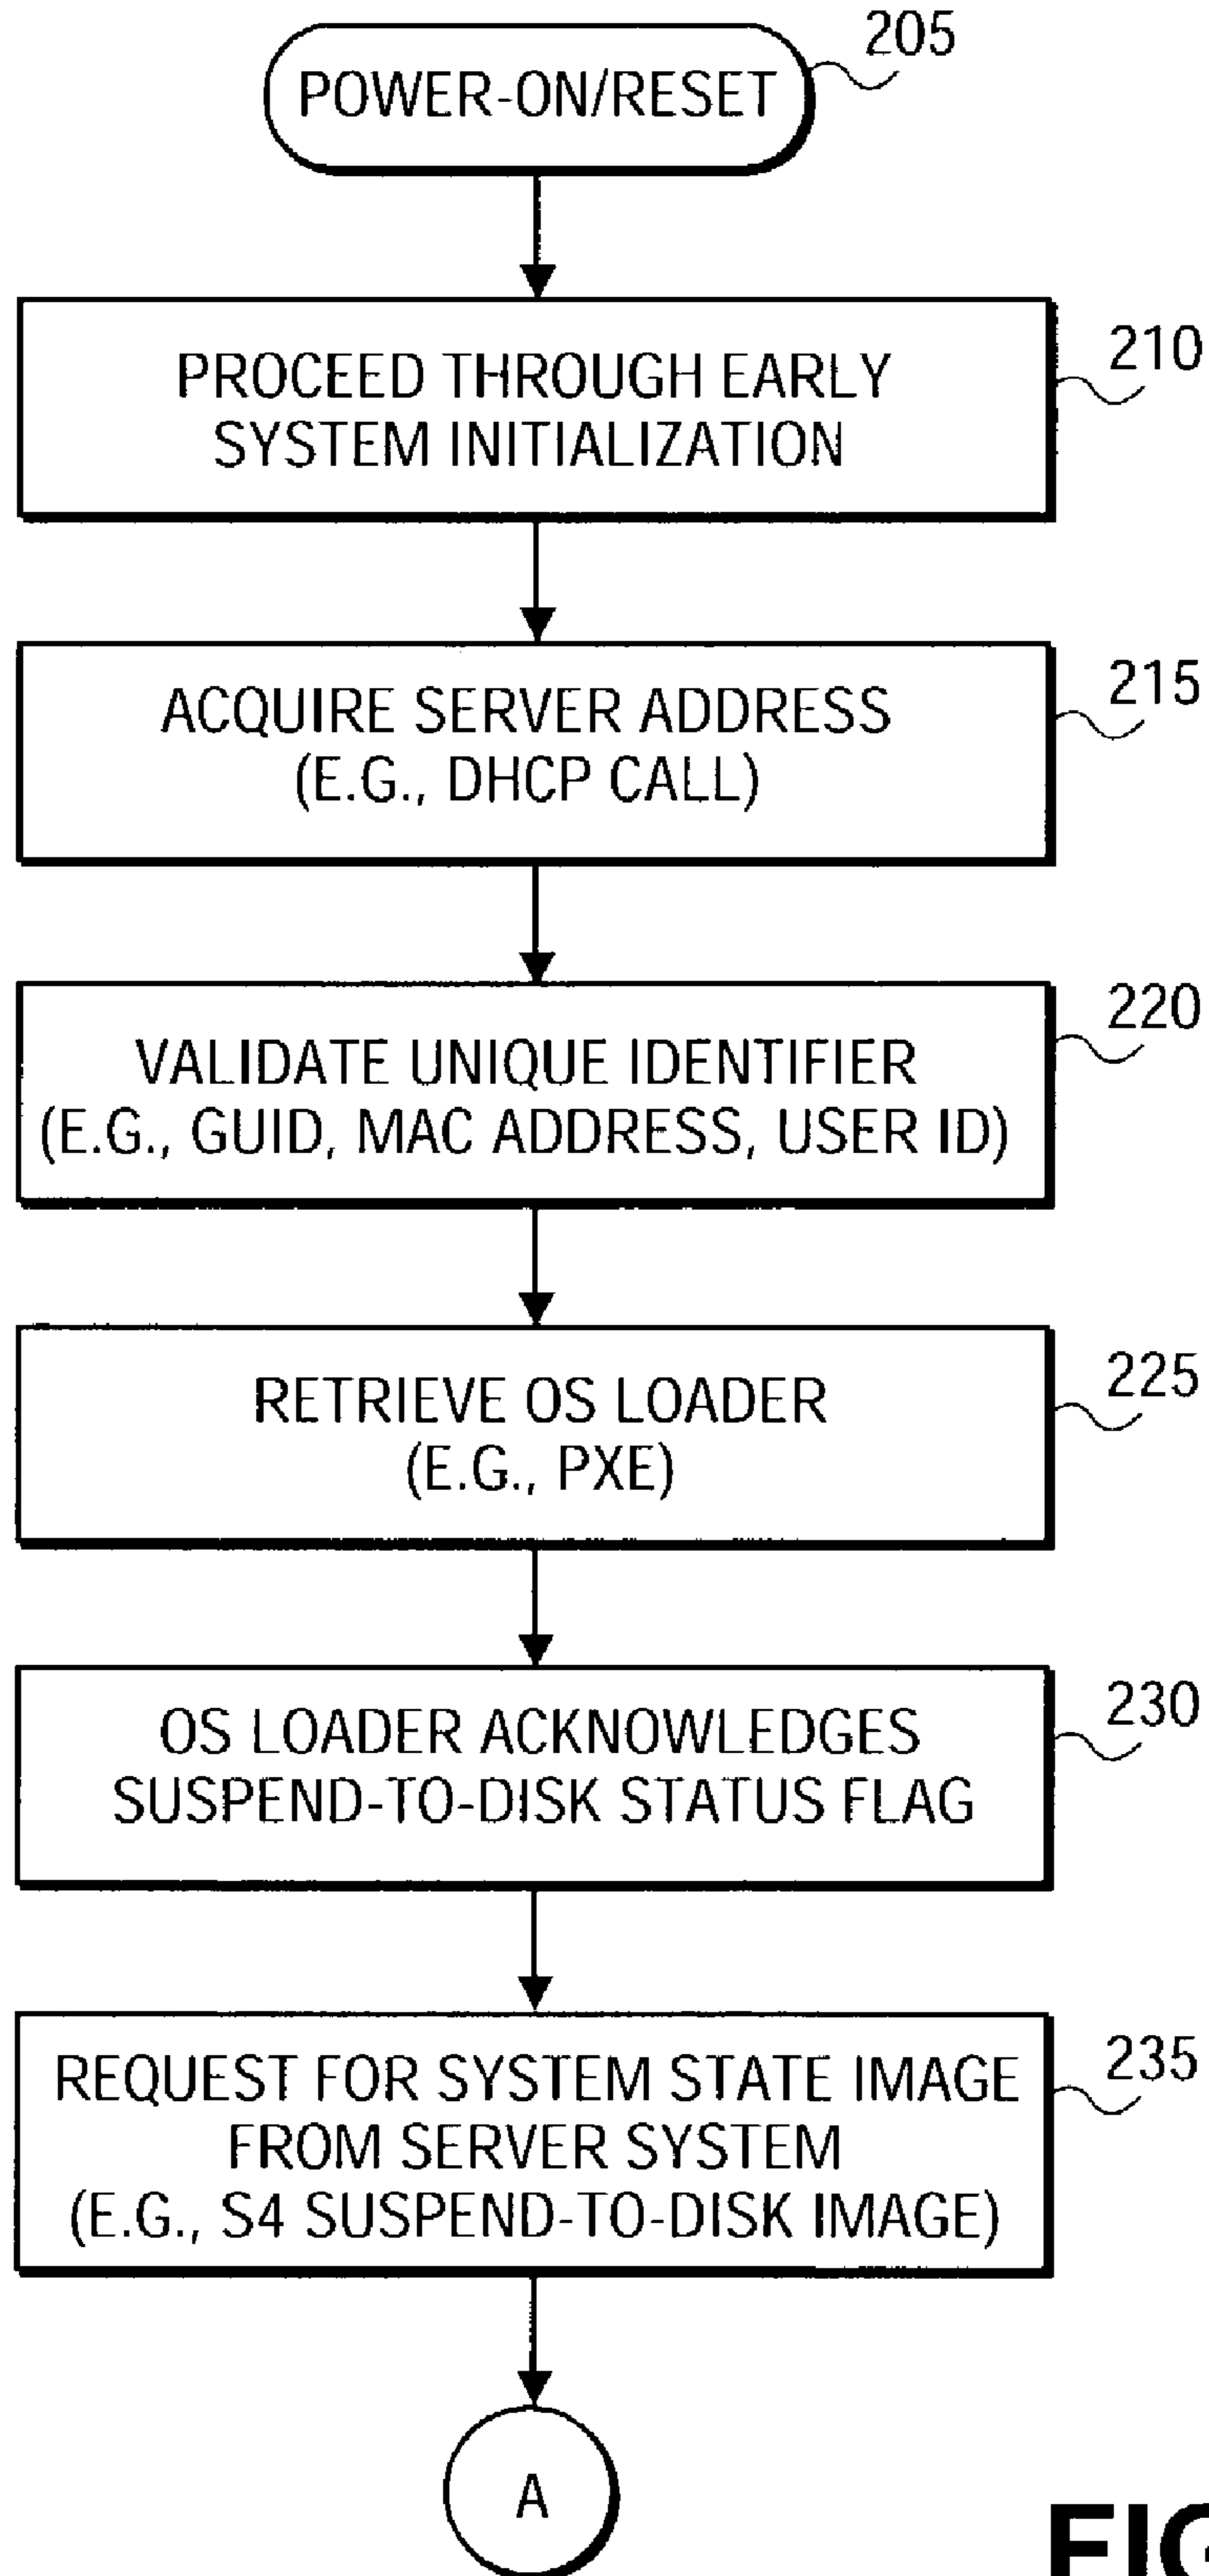 POWER-ON/RESET
205
PROCEED THROUGH EARLY
SYSTEM INITIALIZATION
210
ACQUIRE SERVER ADDRESS
(E.G., DHCP CALL)
215
VALIDATE UNIQUE IDENTIFIER
(E.G., GUID, MAC ADDRESS, USER ID)
220
RETRIEVE OS LOADER
(E.G., PXE)
225
OS LOADER ACKNOWLEDGES
SUSPEND-TO-DISK STATUS FLAG
230
REQUEST FOR SYSTEM STATE IMAGE
FROM SERVER SYSTEM
(E.G., S4 SUSPEND-TO-DISK IMAGE)
235
A